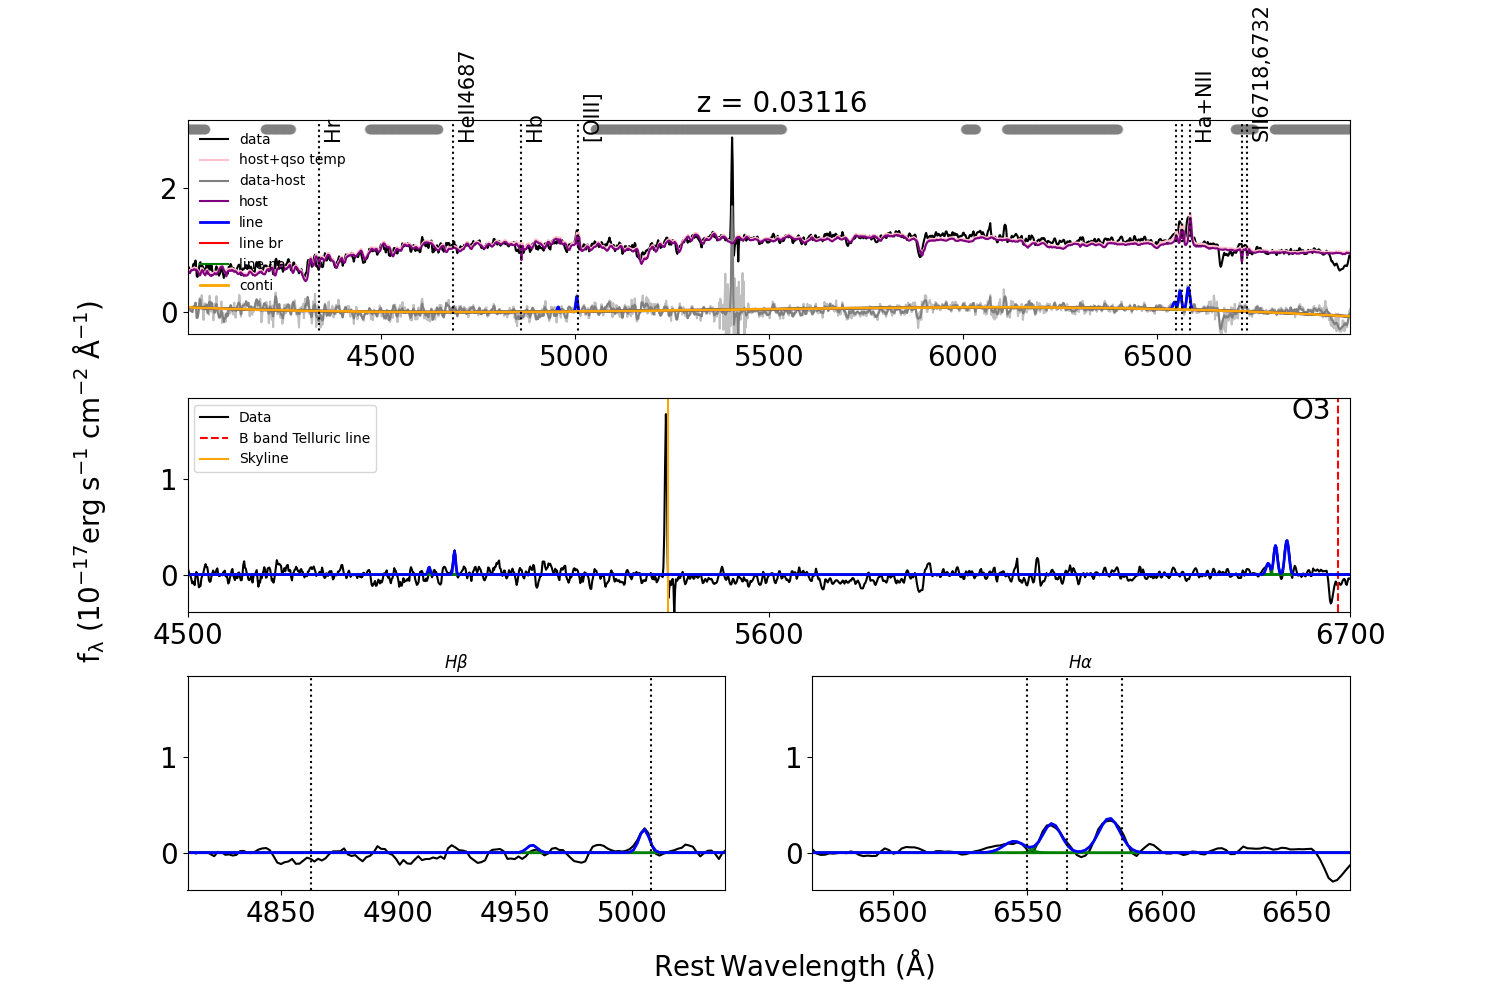 z = 0.03116
Hr
HeII4687
Hb
[OIII]
Ha+NII
SII6718,6732
data
host+qso temp
data-host
host
line
line br
conti
2
0
4500 5000 5500 6000 6500
fλ (10−17erg s−1 cm−2 Å−1)
Data
B band Telluric line
Skyline
O3
1
0
4500 5600 6700
Hβ
1
0
4850 4900 4950 5000
Hα
1
0
6500 6550 6600 6650
Rest Wavelength (Å)